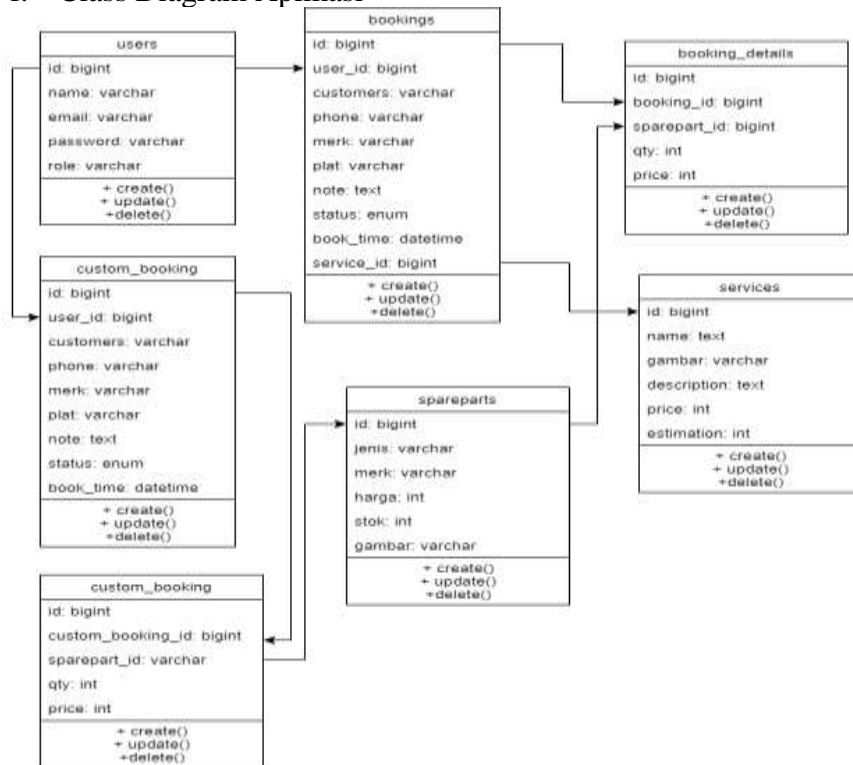 Class Diagram Aplikasi
users
id: bigint
name: varchar
email: varchar
password: varchar
role: varchar
+ create()
+ update()
+delete()
bookings
id: bigint
user_id: bigint
customers: varchar
phone: varchar
merk: varchar
plat: varchar
note: text
status: enum
book_time: datetime
service_id: bigint
+ create()
+ update()
+delete()
booking_details
id: bigint
booking_id: bigint
sparepart_id: bigint
qty: int
price: int
+ create()
+ update()
+delete()
custom_booking
id: bigint
user_id: bigint
customers: varchar
phone: varchar
merk: varchar
plat: varchar
note: text
status: enum
book_time: datetime
+ create()
+ update()
+delete()
services
id: bigint
name: text
gambar: varchar
description: text
price: int
estimation: int
+ create()
+ update()
+delete()
spareparts
id: bigint
jenis: varchar
merk: varchar
harga: int
stok: int
gambar: varchar
+ create()
+ update()
+delete()
custom_booking
id: bigint
custom_booking_id: bigint
sparepart_id: varchar
qty: int
price: int
+ create()
+ update()
+delete()